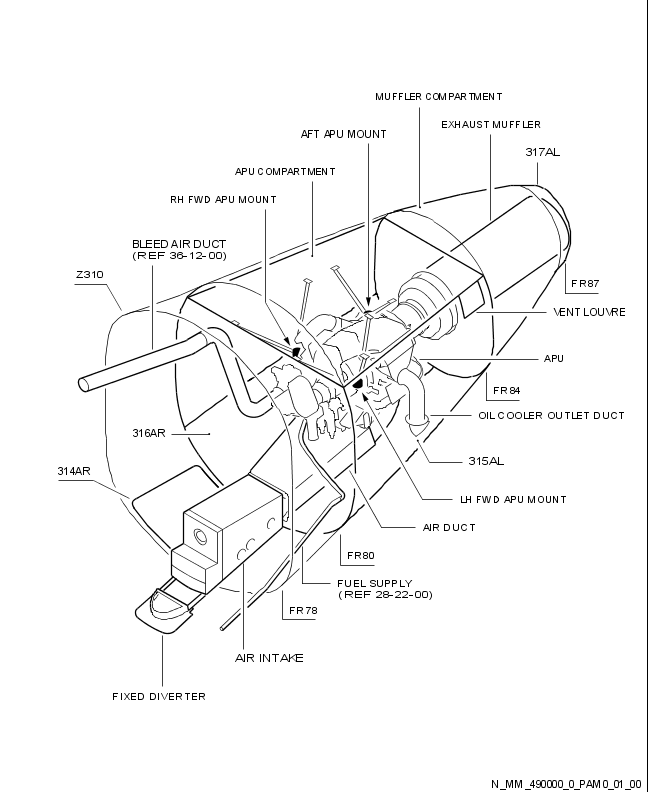 MUFFLER COMPARTMENT
EXHAUST MUFFLER
AFT APU MOUNT
317AL
APU COMPARTMENT
RH FWD APU MOUNT
BLEED AIR DUCT
(REF 36-12-00)
Z310
FR87
VENT LOUVRE
APU
FR84
OIL COOLER OUTLET DUCT
316AR
315AL
314AR
LH FWD APU MOUNT
AIR DUCT
FR80
FUEL SUPPLY
(REF 28-22-00)
FR78
AIR INTAKE
FIXED DIVERTER
N_MM_490000_0_PAM0_01_00